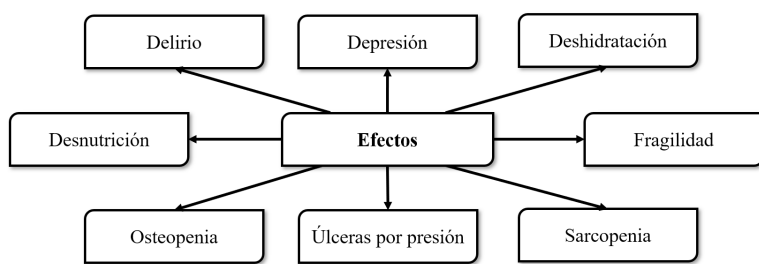 Delirio
Depresión
Deshidratación
Desnutrición
Efectos
Fragilidad
Osteopenia
Úlceras por presión
Sarcopenia